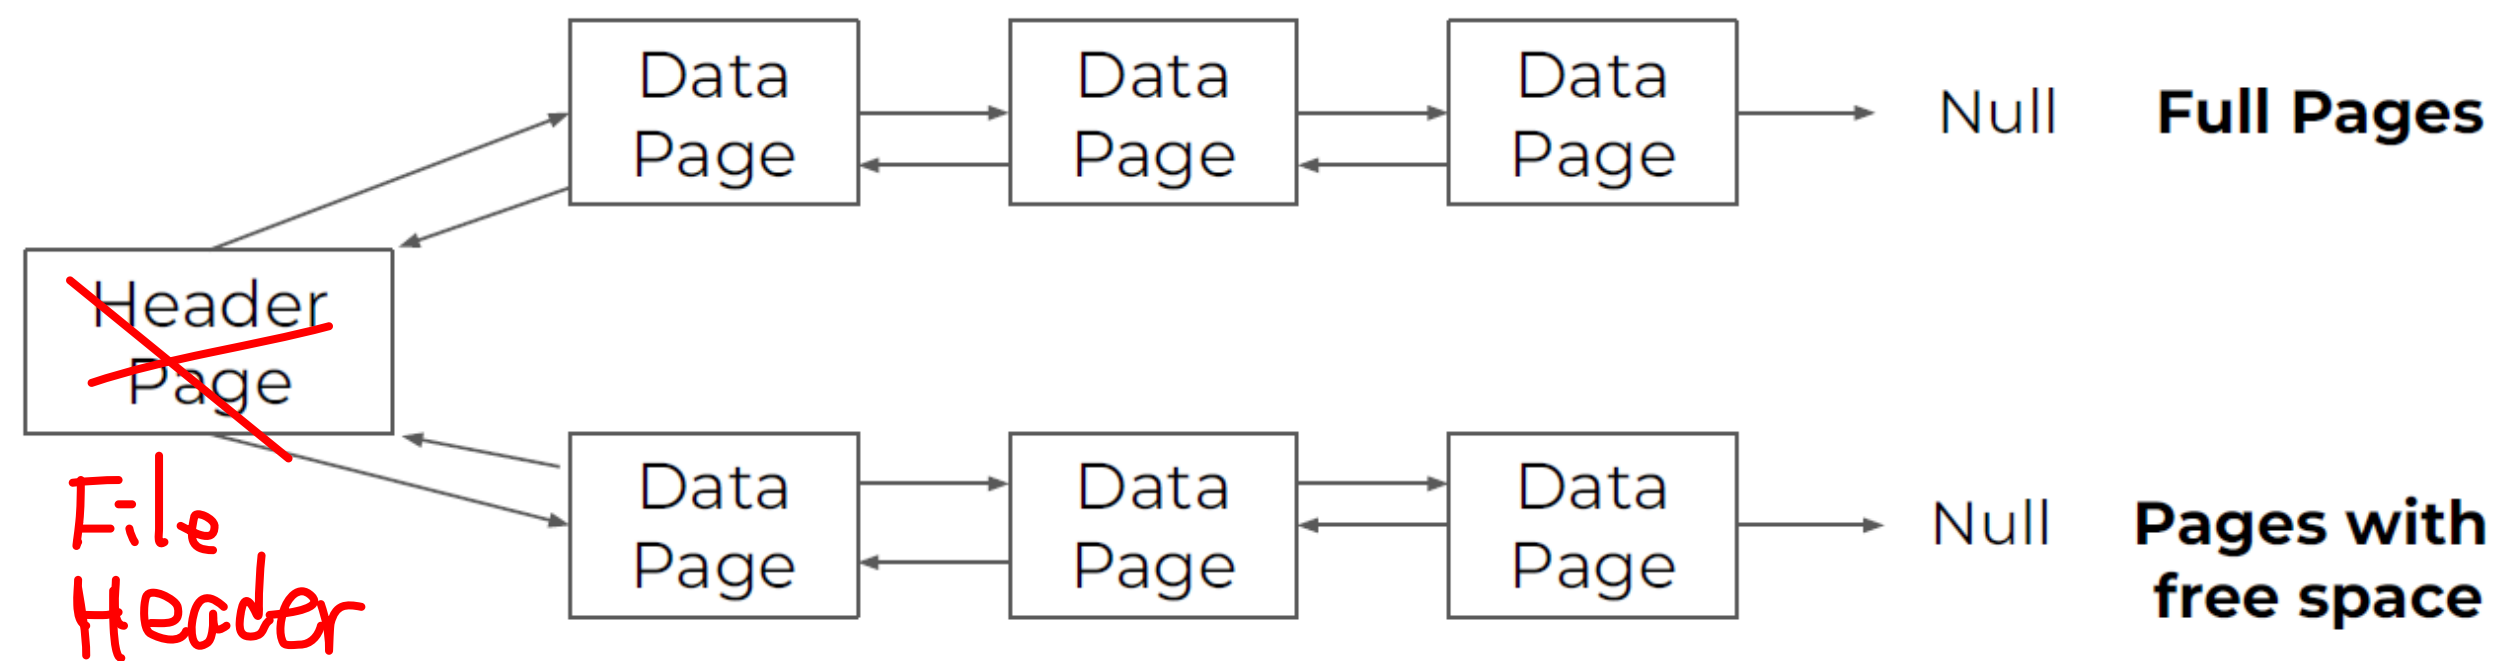 Data Data Data
Page Page Page
Null Full Pages
Header
Page
File
Header
Data Data Data
Page Page Page
Null Pages with
free space